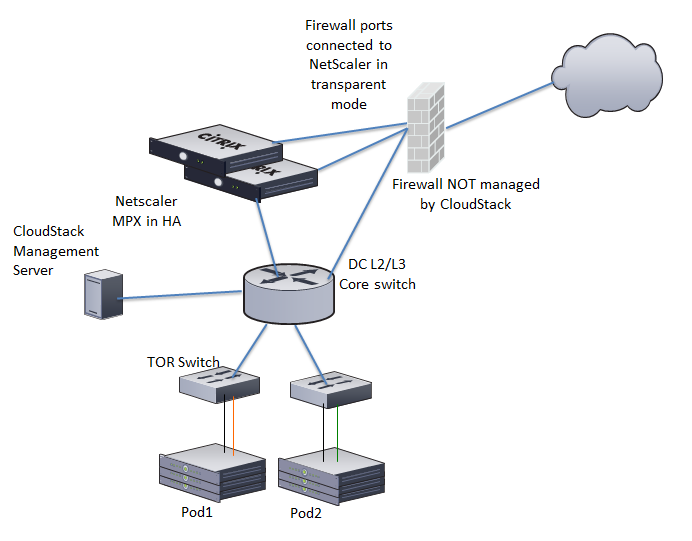 Firewall ports
connected to
NetScaler in
transparent
mode
CITRIX
RIX
Firewall NOT managed
by CloudStack
Netscaler
MPX in HA
CloudStack
Management
Server
DC L2/L3
Core switch
TOR Switch
Pod1
Pod2